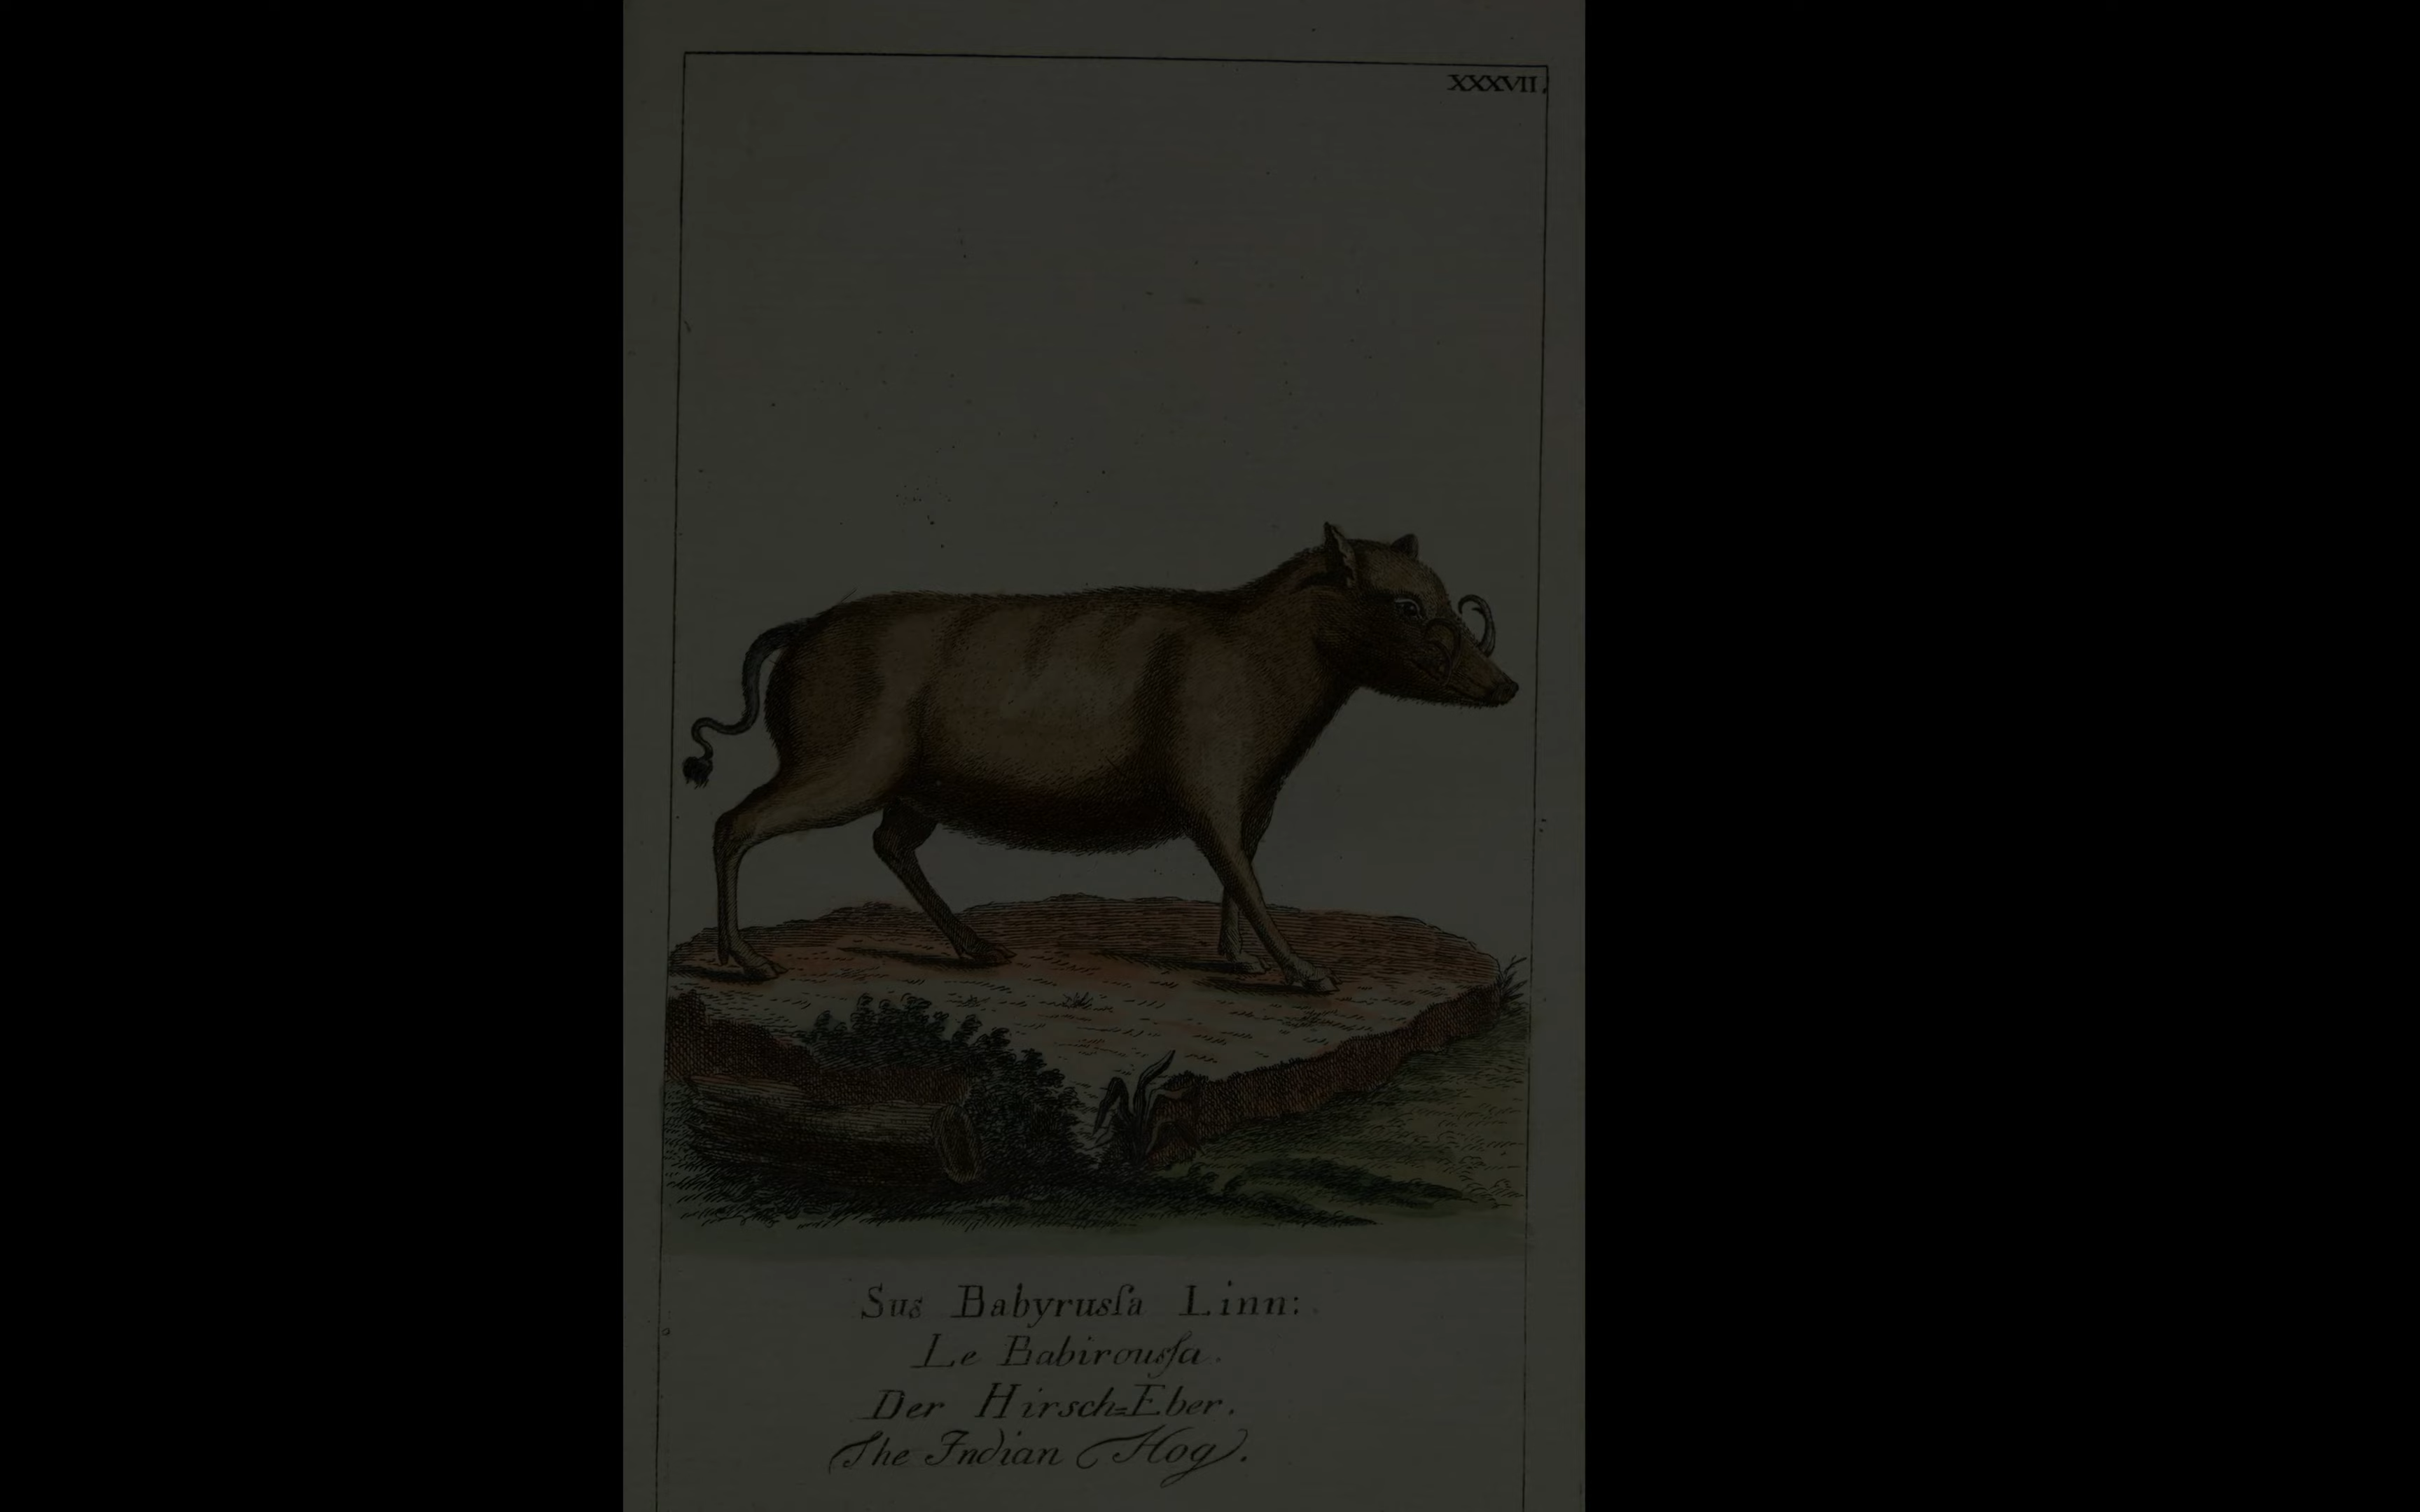 XXXVII.
Sus Babyrusſa Linn:
Le Babirousſa.
Der Hirsch=Eber.
The Indian Hog.